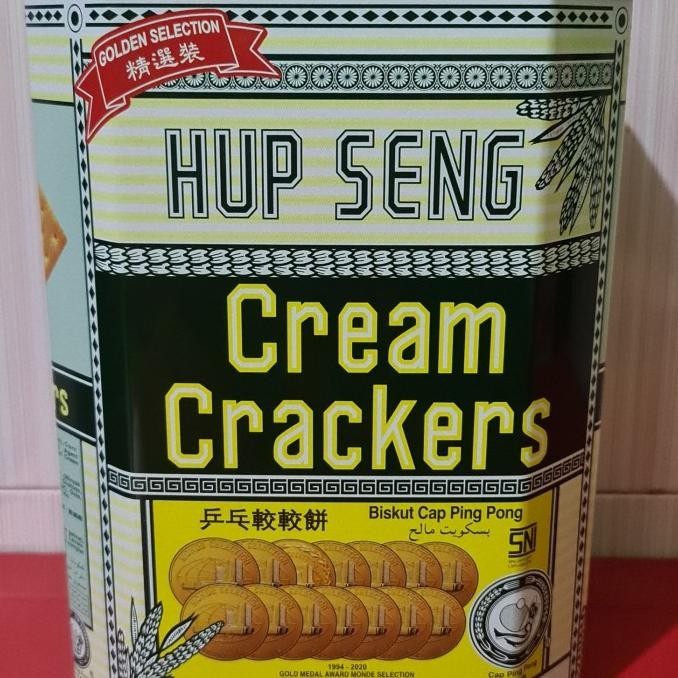 GOLDEN SELECTION
精選裝
HUP SENG
Cream
Crackers
rs
乒乓較較餅
Biskut Cap Ping Pong
بسكويت مالح
SNI
1994 - 2020
GOLD MEDAL AWARD MONDE SELECTION
Cap Ping Pong